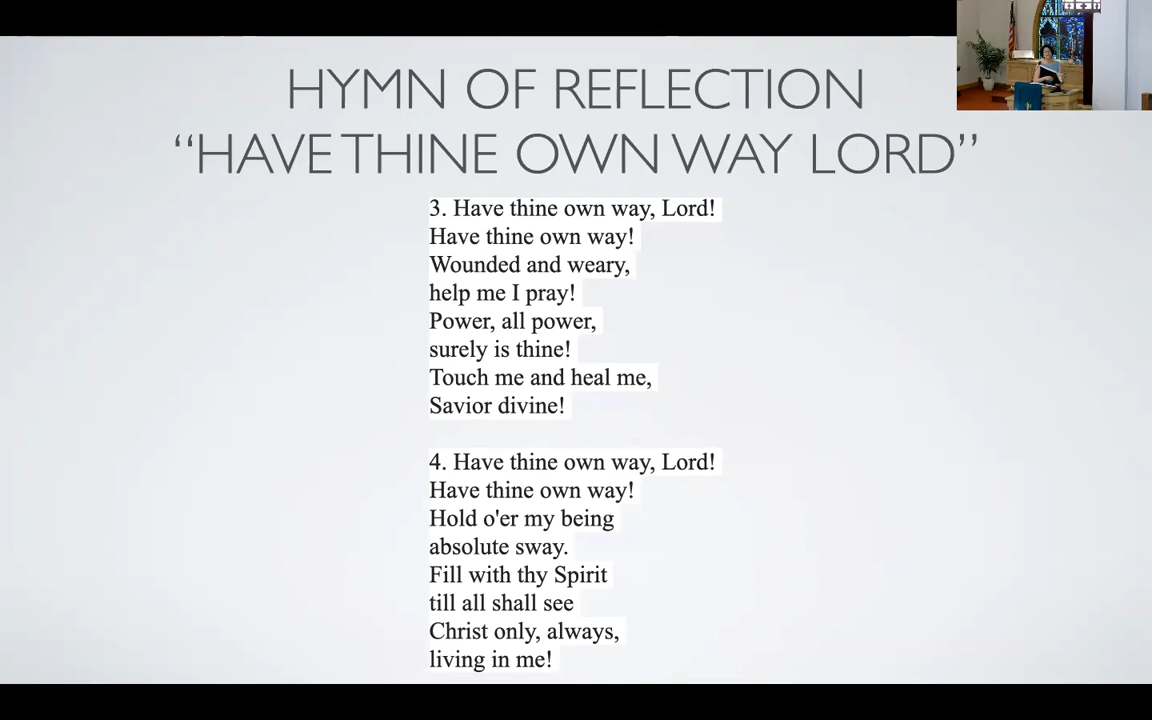 HYMN OF REFLECTION
“HAVE THINE OWN WAY LORD”
3. Have thine own way, Lord!
Have thine own way!
Wounded and weary,
help me I pray!
Power, all power,
surely is thine!
Touch me and heal me,
Savior divine!
4. Have thine own way, Lord!
Have thine own way!
Hold o'er my being
absolute sway.
Fill with thy Spirit
till all shall see
Christ only, always,
living in me!